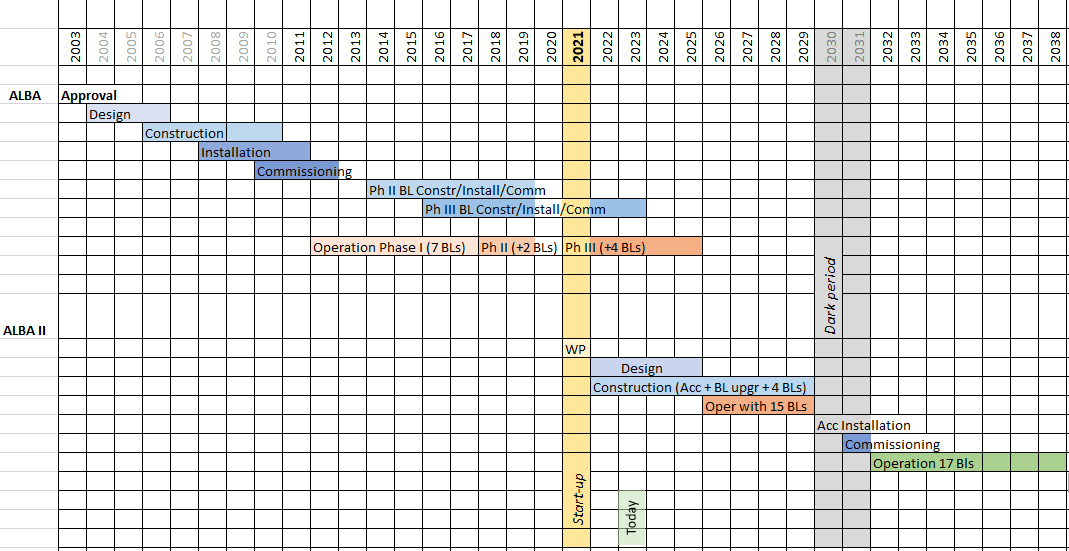 2003 2004 2005 2006 2007 2008 2009 2010 2011 2012 2013 2014 2015 2016 2017 2018 2019 2020 2021 2022 2023 2024 2025 2026 2027 2028 2029 2030 2031 2032 2033 2034 2035 2036 2037 2038
ALBA Approval
Design
Construction
Installation
Commissioning
Ph II BL Constr/Install/Comm
Ph III BL Constr/Install/Comm
Operation Phase I (7 BLs) Ph II (+2 BLs) Ph III (+4 BLs)
Dark period
ALBA II
WP
Design
Construction (Acc + BL upgr + 4 BLs)
Oper with 15 BLs
Acc Installation
Commissioning
Operation 17 Bls
Start-up
Today